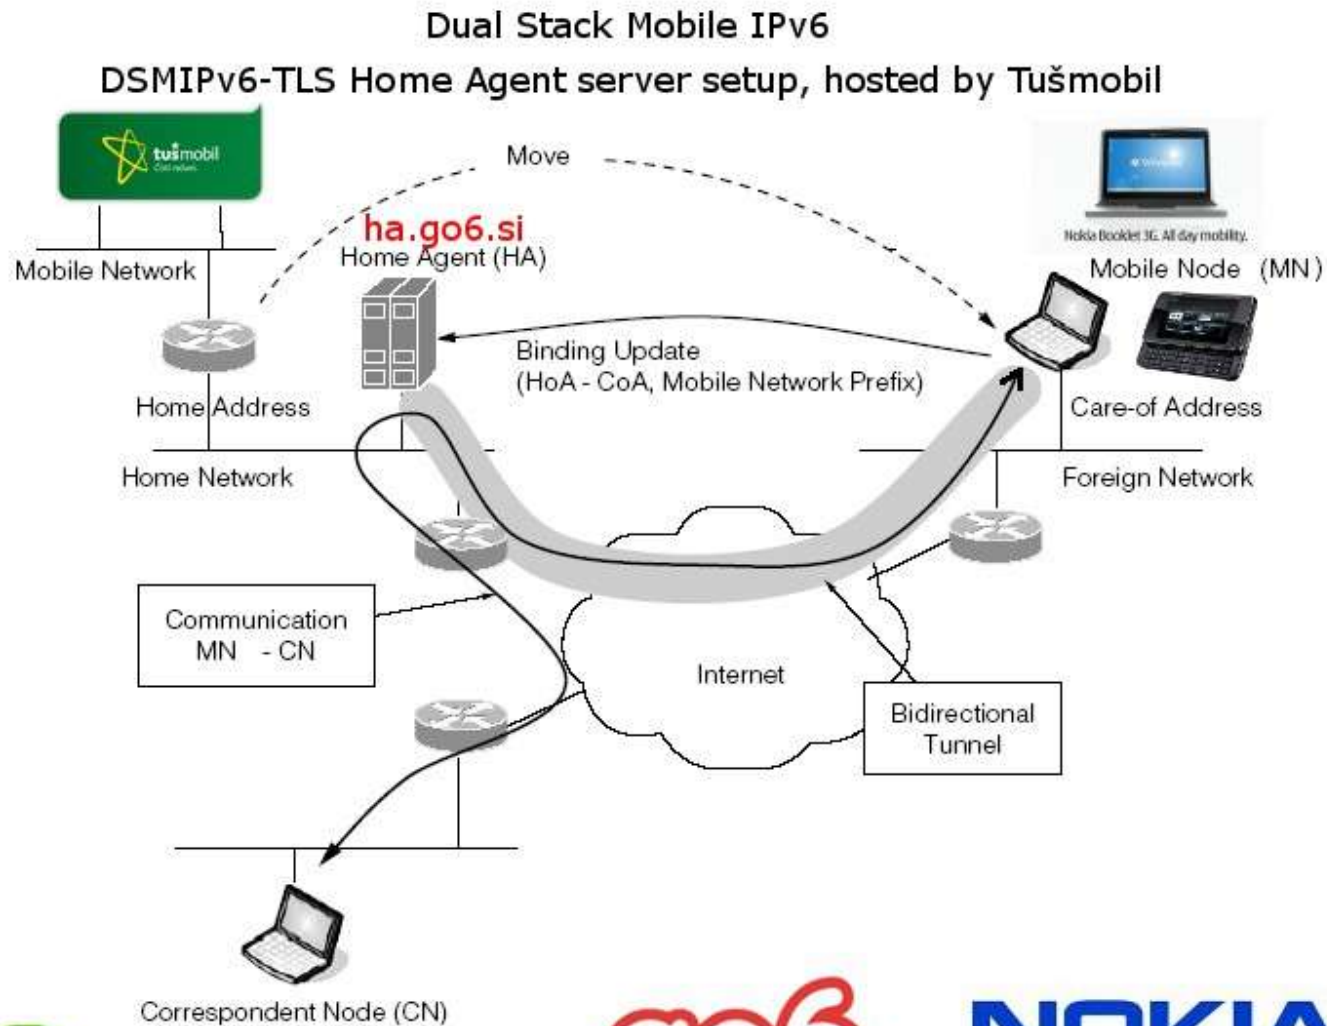 Dual Stack Mobile IPv6
DSMIPv6-TLS Home Agent server setup, hosted by Tušmobil
tušmobil
Move
ha.go6.si
Home Agent (HA)
Nokia Booklet 3G. All day mobility.
Mobile Network
Mobile Node (MN)
Binding Update
(HoA - CoA, Mobile Network Prefix)
Home Address
Care-of Address
Home Network
Foreign Network
Communication
MN - CN
Internet
Bidirectional
Tunnel
Correspondent Node (CN)
go6
NOKIA